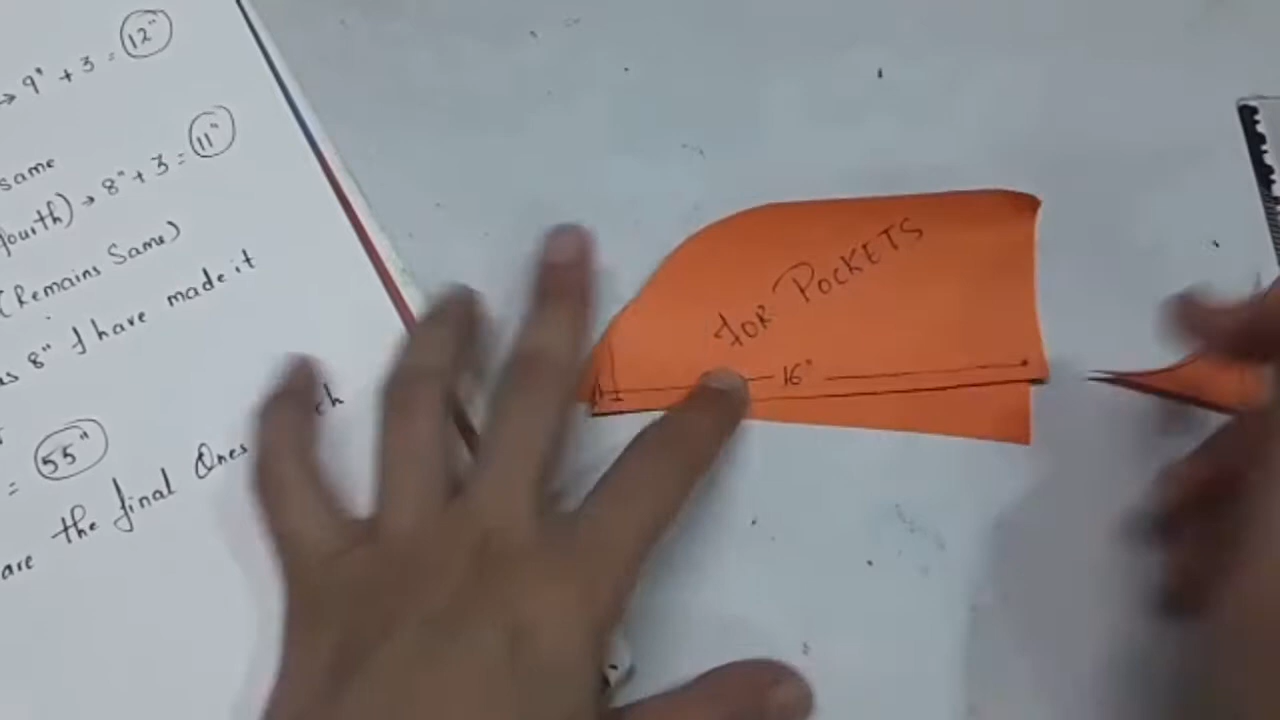 → 9" + 3 = 12"
same
fourth) → 8" + 3 = 11"
(Remains Same)
8" I have made it
ch
= 55"
are the final Ones
FOR POCKETS
16"